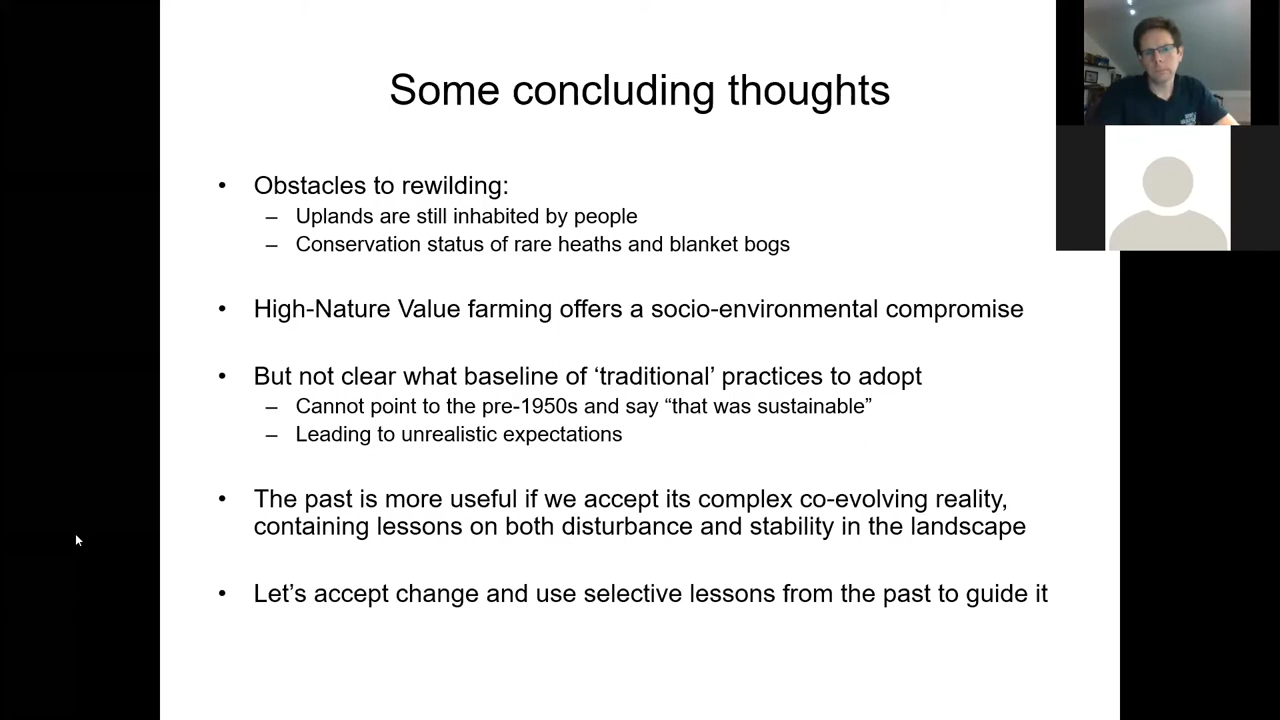 Some concluding thoughts
• Obstacles to rewilding:
– Uplands are still inhabited by people
– Conservation status of rare heaths and blanket bogs
• High-Nature Value farming offers a socio-environmental compromise
• But not clear what baseline of ‘traditional’ practices to adopt
– Cannot point to the pre-1950s and say “that was sustainable”
– Leading to unrealistic expectations
• The past is more useful if we accept its complex co-evolving reality,
containing lessons on both disturbance and stability in the landscape
• Let’s accept change and use selective lessons from the past to guide it